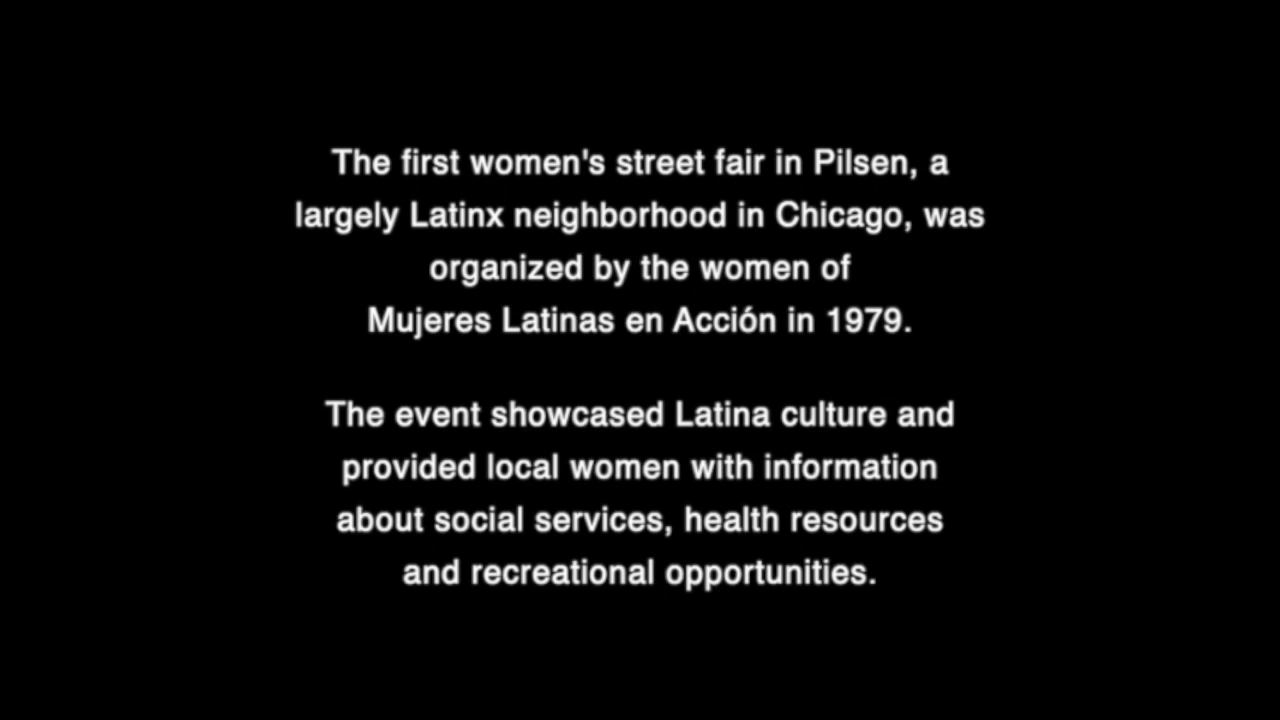 The first women's street fair in Pilsen, a
largely Latinx neighborhood in Chicago, was
organized by the women of
Mujeres Latinas en Acción in 1979.
The event showcased Latina culture and
provided local women with information
about social services, health resources
and recreational opportunities.